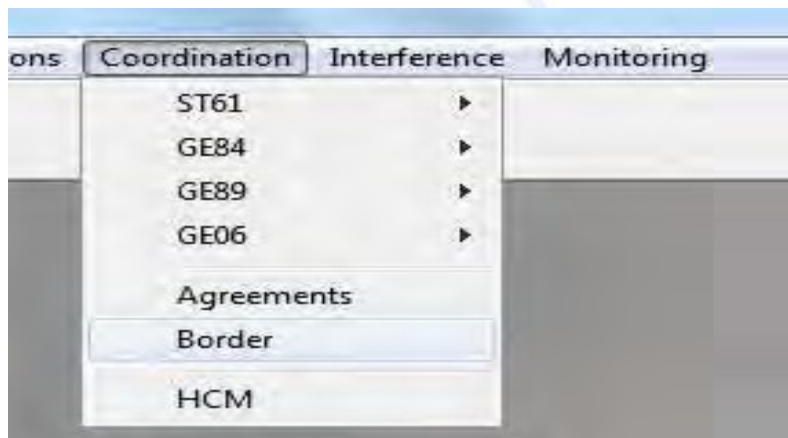 ons Coordination Interference Monitoring
ST61
GE84
GE89
GE06
Agreements
Border
HCM